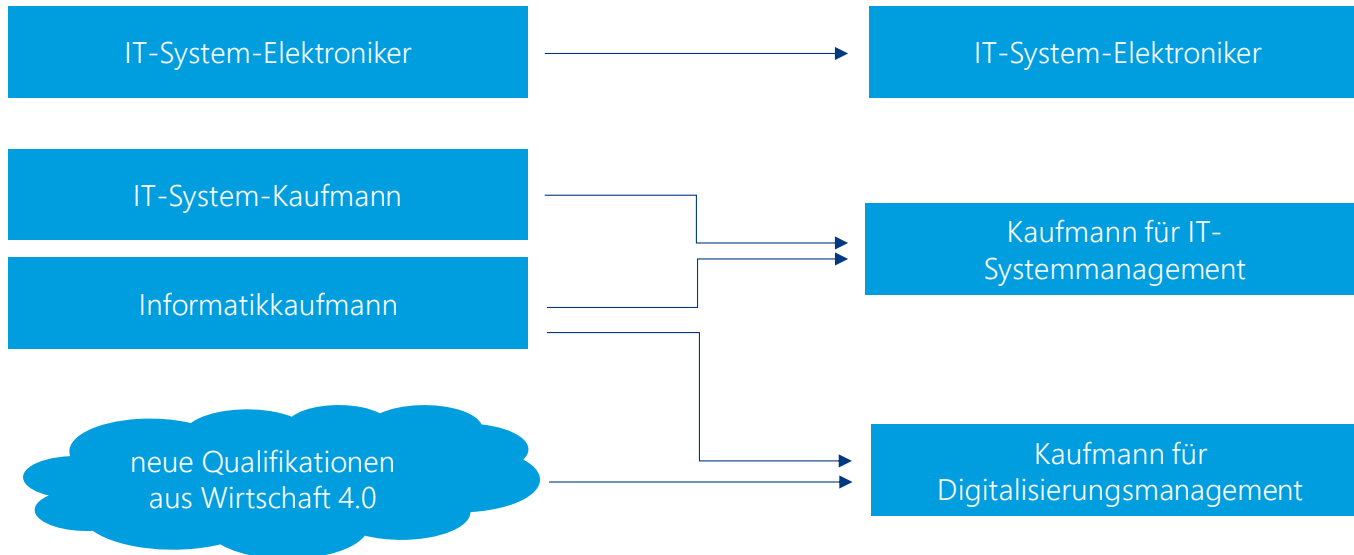 IT-System-Elektroniker
IT-System-Elektroniker
IT-System-Kaufmann
Kaufmann für IT-
Systemmanagement
Informatikkaufmann
neue Qualifikationen
aus Wirtschaft 4.0
Kaufmann für
Digitalisierungsmanagement